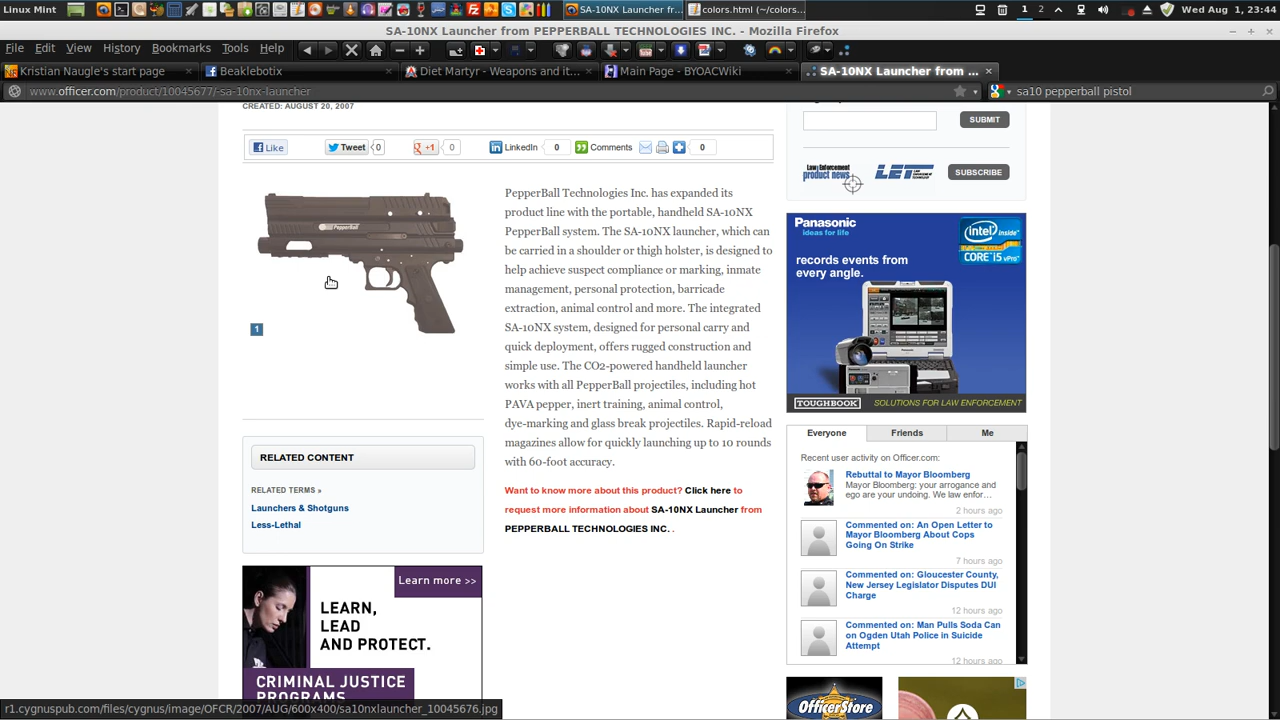 Linux Mint
SA-10NX Launcher fr...
colors.html (~/colors...
1
2
Wed Aug 1, 23:44
SA-10NX Launcher from PEPPERBALL TECHNOLOGIES INC. - Mozilla Firefox
File Edit View History Bookmarks Tools Help
Kristian Naugle's start page
Beaklebotix
Diet Martyr - Weapons and it...
Main Page - BYOACWiki
SA-10NX Launcher from ...
www.officer.com/product/10045677/-sa-10nx-launcher
sa10 pepperball pistol
CREATED: AUGUST 20, 2007
Like
Tweet 0
+1 0
LinkedIn 0
Comments
0
SUBMIT
Law Enforcement
product news
LET
SUBSCRIBE
PepperBall
1
PepperBall Technologies Inc. has expanded its
product line with the portable, handheld SA-10NX
PepperBall system. The SA-10NX launcher, which can
be carried in a shoulder or thigh holster, is designed to
help achieve suspect compliance or marking, inmate
management, personal protection, barricade
extraction, animal control and more. The integrated
SA-10NX system, designed for personal carry and
quick deployment, offers rugged construction and
simple use. The CO2-powered handheld launcher
works with all PepperBall projectiles, including hot
PAVA pepper, inert training, animal control,
dye-marking and glass break projectiles. Rapid-reload
magazines allow for quickly launching up to 10 rounds
with 60-foot accuracy.
Want to know more about this product? Click here to
request more information about SA-10NX Launcher from
PEPPERBALL TECHNOLOGIES INC. .
RELATED CONTENT
RELATED TERMS »
Launchers & Shotguns
Less-Lethal
Learn more >>
LEARN,
LEAD
AND PROTECT.
CRIMINAL JUSTICE
PROGRAMS
Panasonic
ideas for life
intel
inside
CORE i5
vPro
records events from
every angle.
TOUGHBOOK
SOLUTIONS FOR LAW ENFORCEMENT
Everyone Friends Me
Recent user activity on Officer.com:
Rebuttal to Mayor Bloomberg
Mayor Bloomberg: your arrogance and
ego are your undoing. We law enfor...
2 hours ago
Commented on: An Open Letter to
Mayor Bloomberg About Cops
Going On Strike
7 hours ago
Commented on: Gloucester County,
New Jersey Legislator Disputes DUI
Charge
12 hours ago
Commented on: Man Pulls Soda Can
on Ogden Utah Police in Suicide
Attempt
12 hours ago
OfficerStore
r1.cygnuspub.com/files/cygnus/image/OFCR/2007/AUG/600x400/sa10nxlauncher_10045676.jpg